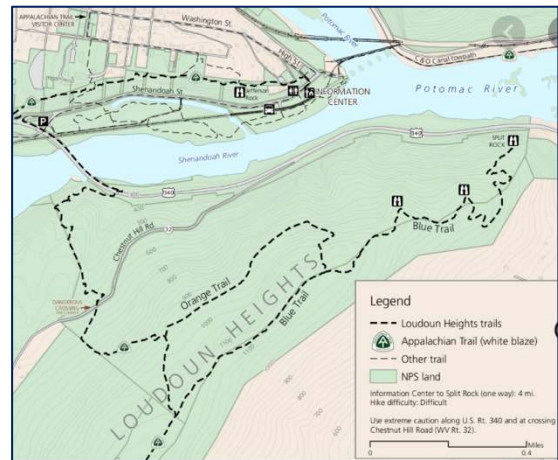 APPALACHIAN TRAIL
VISITOR CENTER
Washington St.
Potomac
River
High St.
C&O Canal towpath
Jefferson
Rock
INFORMATION
CENTER
Shenandoah St.
Potomac River
P
Shenandoah River
340
SPLIT
ROCK
340
Chestnut Hill Rd
32
Blue Trail
Orange Trail
Blue Trail
LOUDOUN HEIGHTS
DANGEROUS
CROSSING
Legend
Loudoun Heights trails
Appalachian Trail (white blaze)
Other trail
NPS land
Information Center to Split Rock (one way): 4 mi.
Hike difficulty: Difficult
Use extreme caution along U.S. Rt. 340 and at crossing
Chestnut Hill Road (WV Rt. 32).
Miles
0 0.4